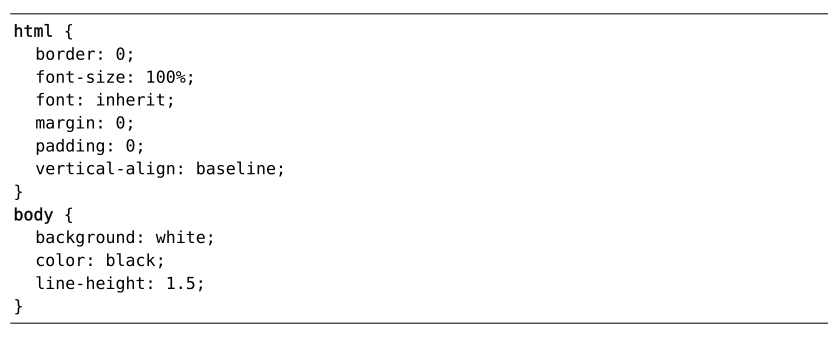 html {
  border: 0;
  font-size: 100%;
  font: inherit;
  margin: 0;
  padding: 0;
  vertical-align: baseline;
}
body {
  background: white;
  color: black;
  line-height: 1.5;
}